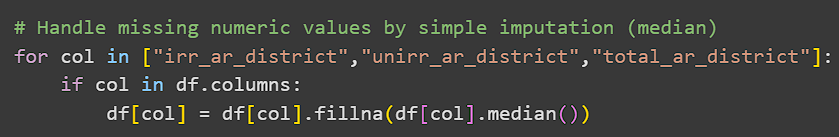 # Handle missing numeric values by simple imputation (median)
for col in ["irr_ar_district","unirr_ar_district","total_ar_district"]:
    if col in df.columns:
        df[col] = df[col].fillna(df[col].median())